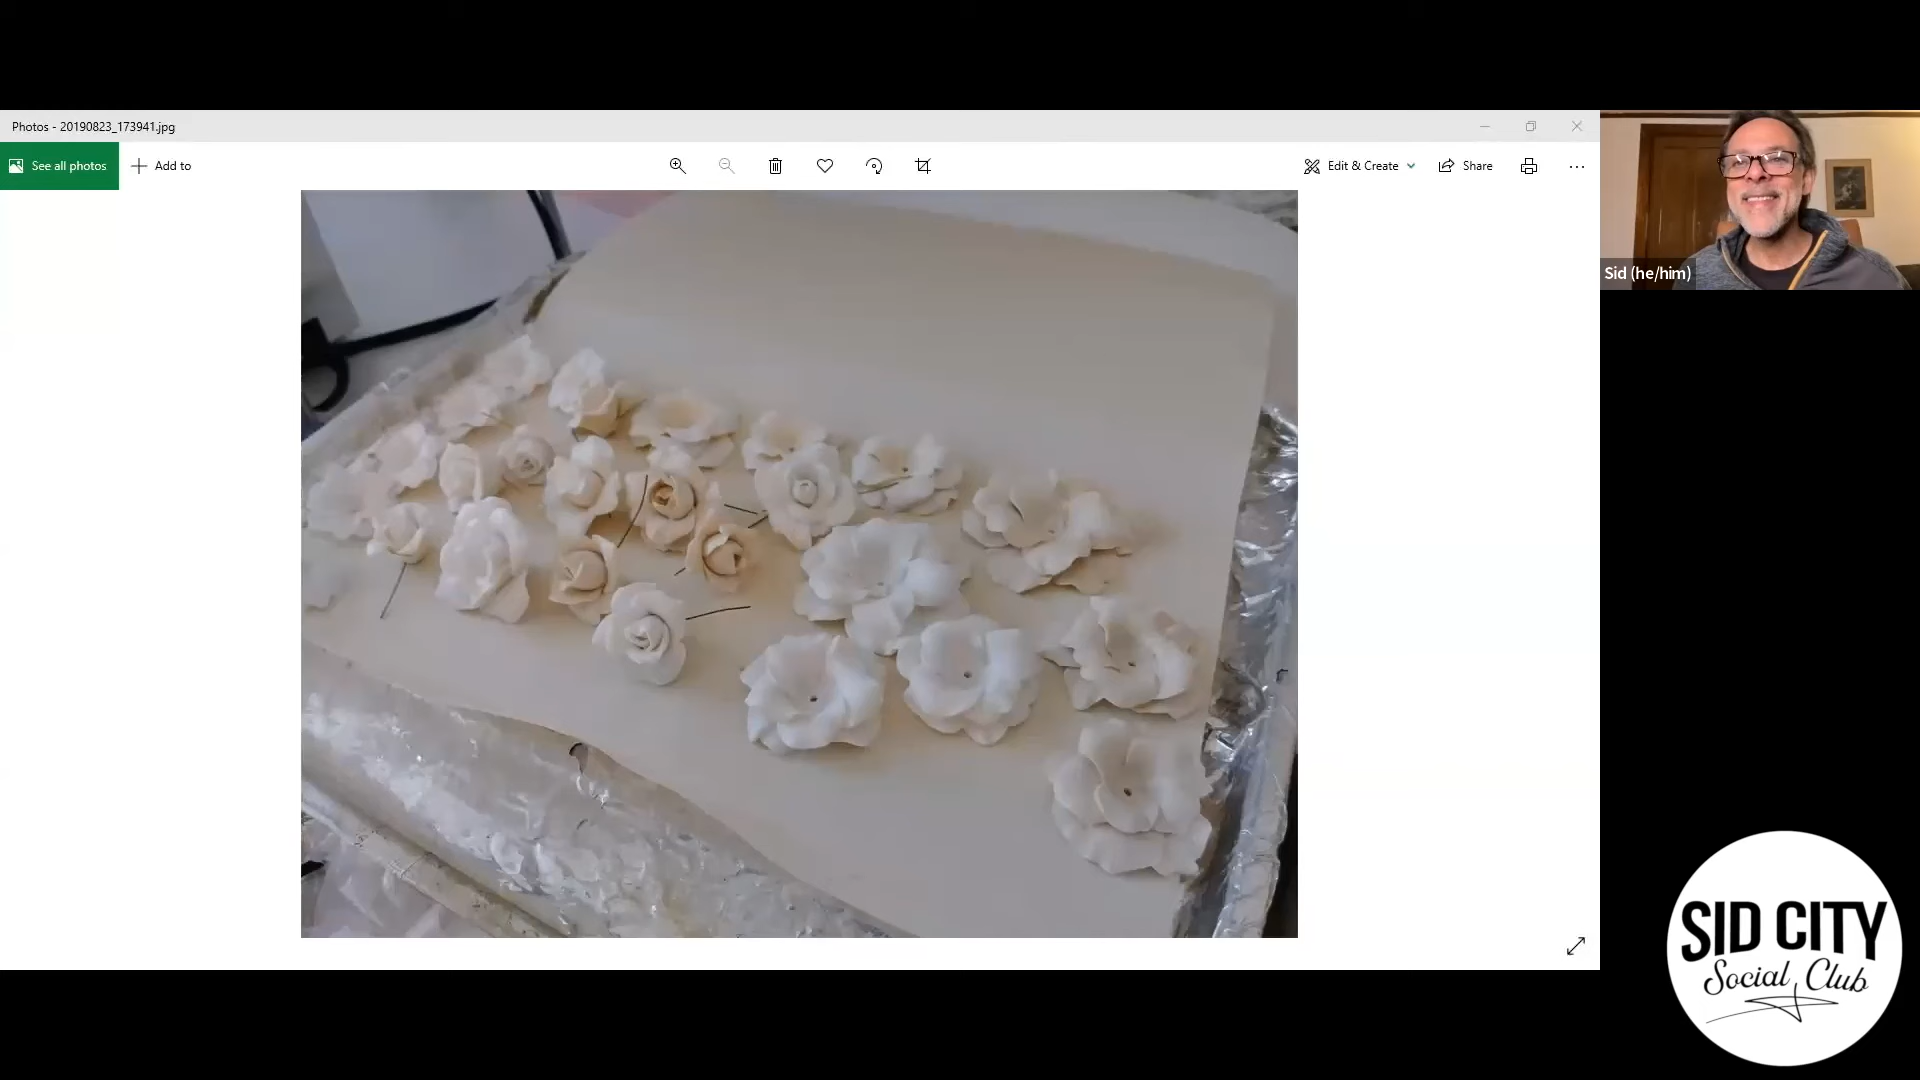 Photos - 20190823_173941.jpg
See all photos
Add to
Edit & Create
Share
Sid (he/him)
SID CITY
Social Club